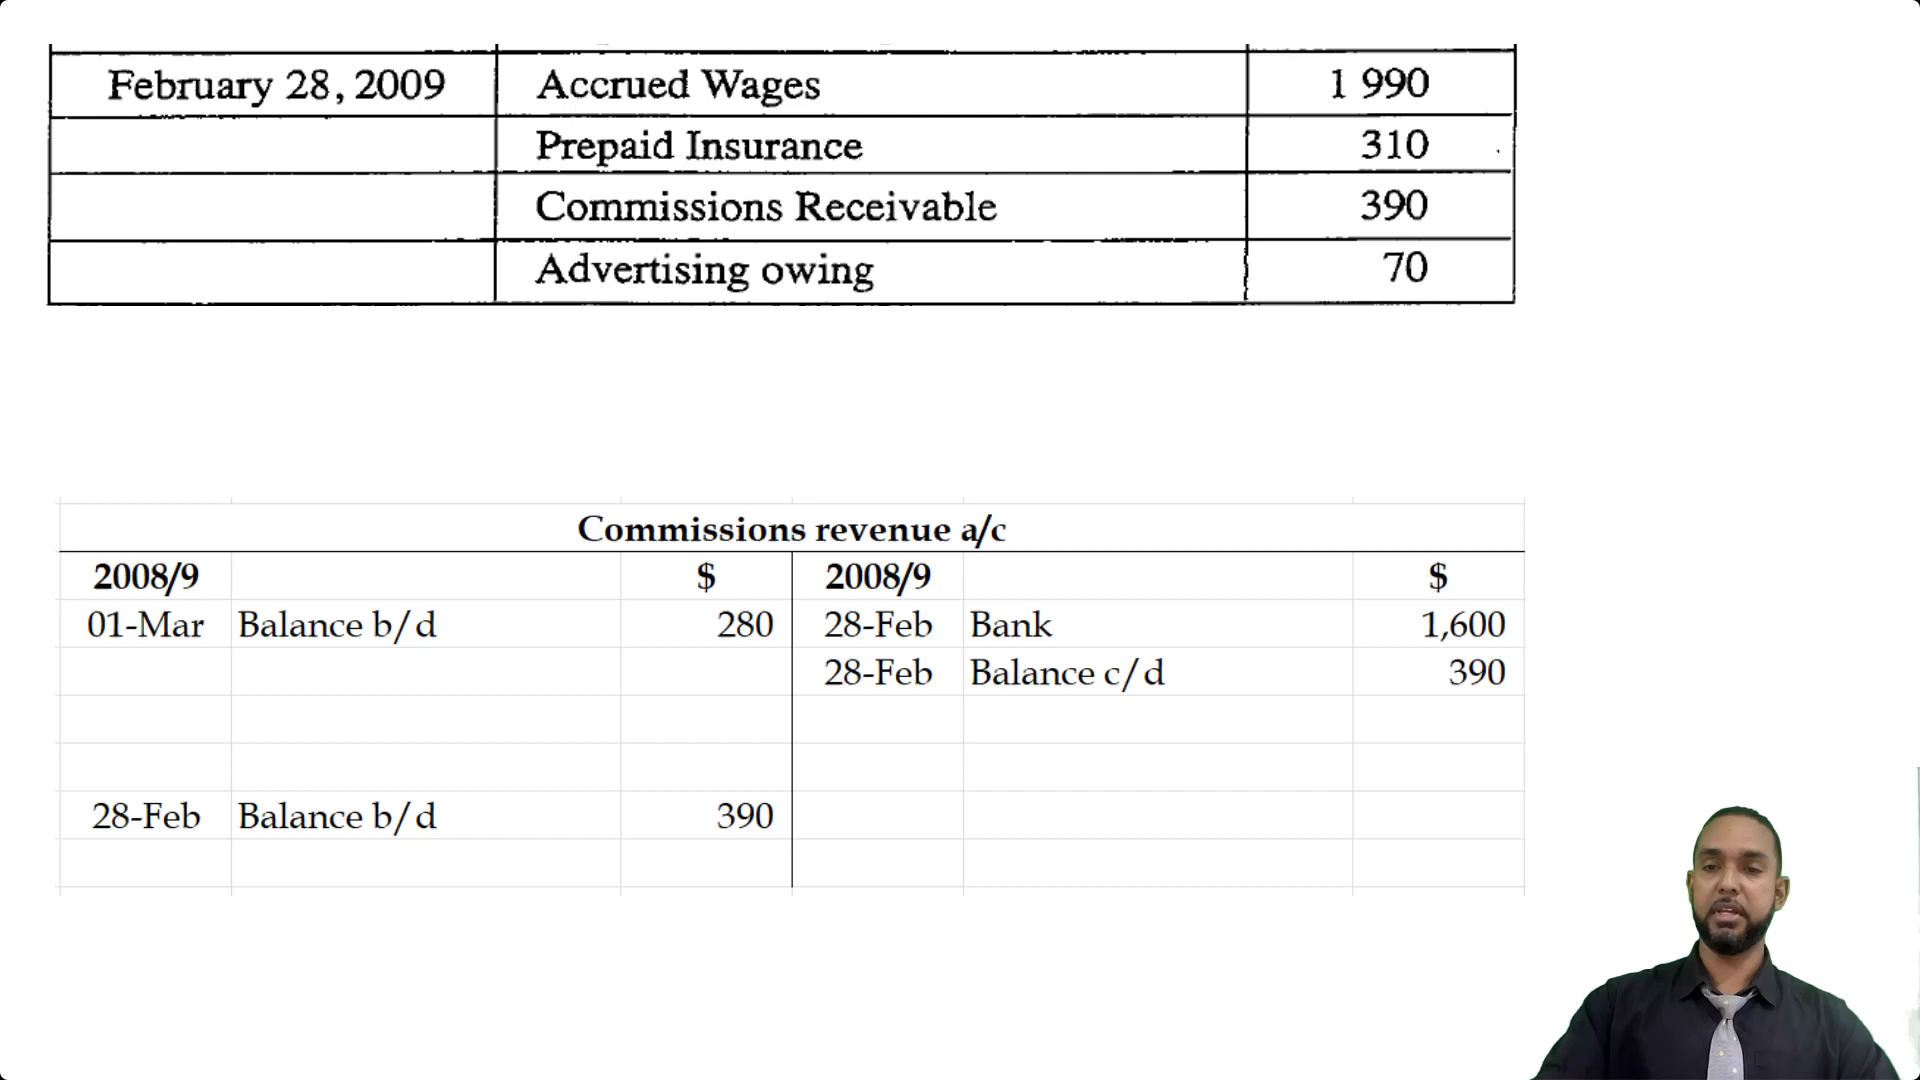 February 28, 2009 Accrued Wages 1 990
Prepaid Insurance 310
Commissions Receivable 390
Advertising owing 70
Commissions revenue a/c
2008/9 $ 2008/9 $
01-Mar Balance b/d 280 28-Feb Bank 1,600
28-Feb Balance c/d 390
28-Feb Balance b/d 390